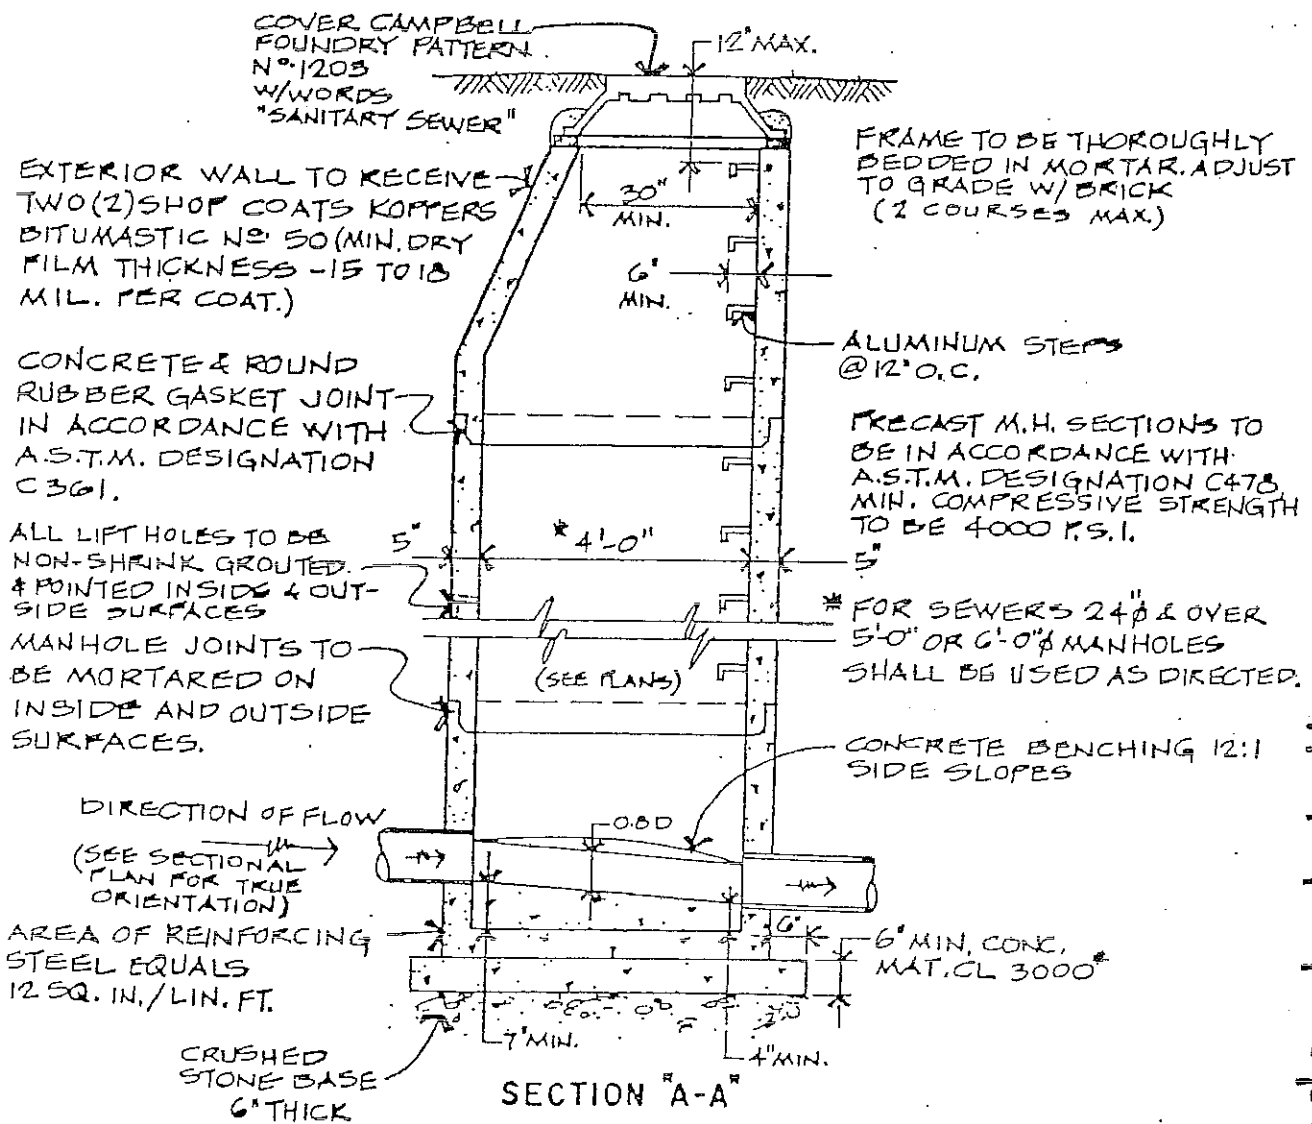 COVER CAMPBELL
FOUNDRY PATTERN
Nº 1203
W/WORDS
"SANITARY SEWER"
12" MAX.
EXTERIOR WALL TO RECEIVE
TWO (2) SHOP COATS KOPPERS
BITUMASTIC Nº 50 (MIN. DRY
FILM THICKNESS - 15 TO 18
MIL. PER COAT.)
30"
MIN.
6"
MIN.
FRAME TO BE THOROUGHLY
BEDDED IN MORTAR. ADJUST
TO GRADE W/ BRICK
(2 COURSES MAX.)
ALUMINUM STEPS
@ 12" O.C.
CONCRETE & ROUND
RUBBER GASKET JOINT
IN ACCORDANCE WITH
A.S.T.M. DESIGNATION
C361.
PRECAST M.H. SECTIONS TO
BE IN ACCORDANCE WITH
A.S.T.M. DESIGNATION C478,
MIN. COMPRESSIVE STRENGTH
TO BE 4000 P.S.I.
ALL LIFT HOLES TO BE
NON-SHRINK GROUTED
& POINTED INSIDE & OUT-
SIDE SURFACES
5"
* 4'-0"
5"
* FOR SEWERS 24"ϕ & OVER
5'-0" OR 6'-0"ϕ MANHOLES
SHALL BE USED AS DIRECTED.
MANHOLE JOINTS TO
BE MORTARED ON
INSIDE AND OUTSIDE
SURFACES.
(SEE PLANS)
CONCRETE BENCHING 12:1
SIDE SLOPES
DIRECTION OF FLOW
(SEE SECTIONAL
PLAN FOR TRUE
ORIENTATION)
0.8D
AREA OF REINFORCING
STEEL EQUALS
12 SQ. IN./LIN. FT.
6"
6" MIN. CONC.
MAT. CL 3000#
7" MIN.
4" MIN.
CRUSHED
STONE BASE
6" THICK
SECTION "A-A"